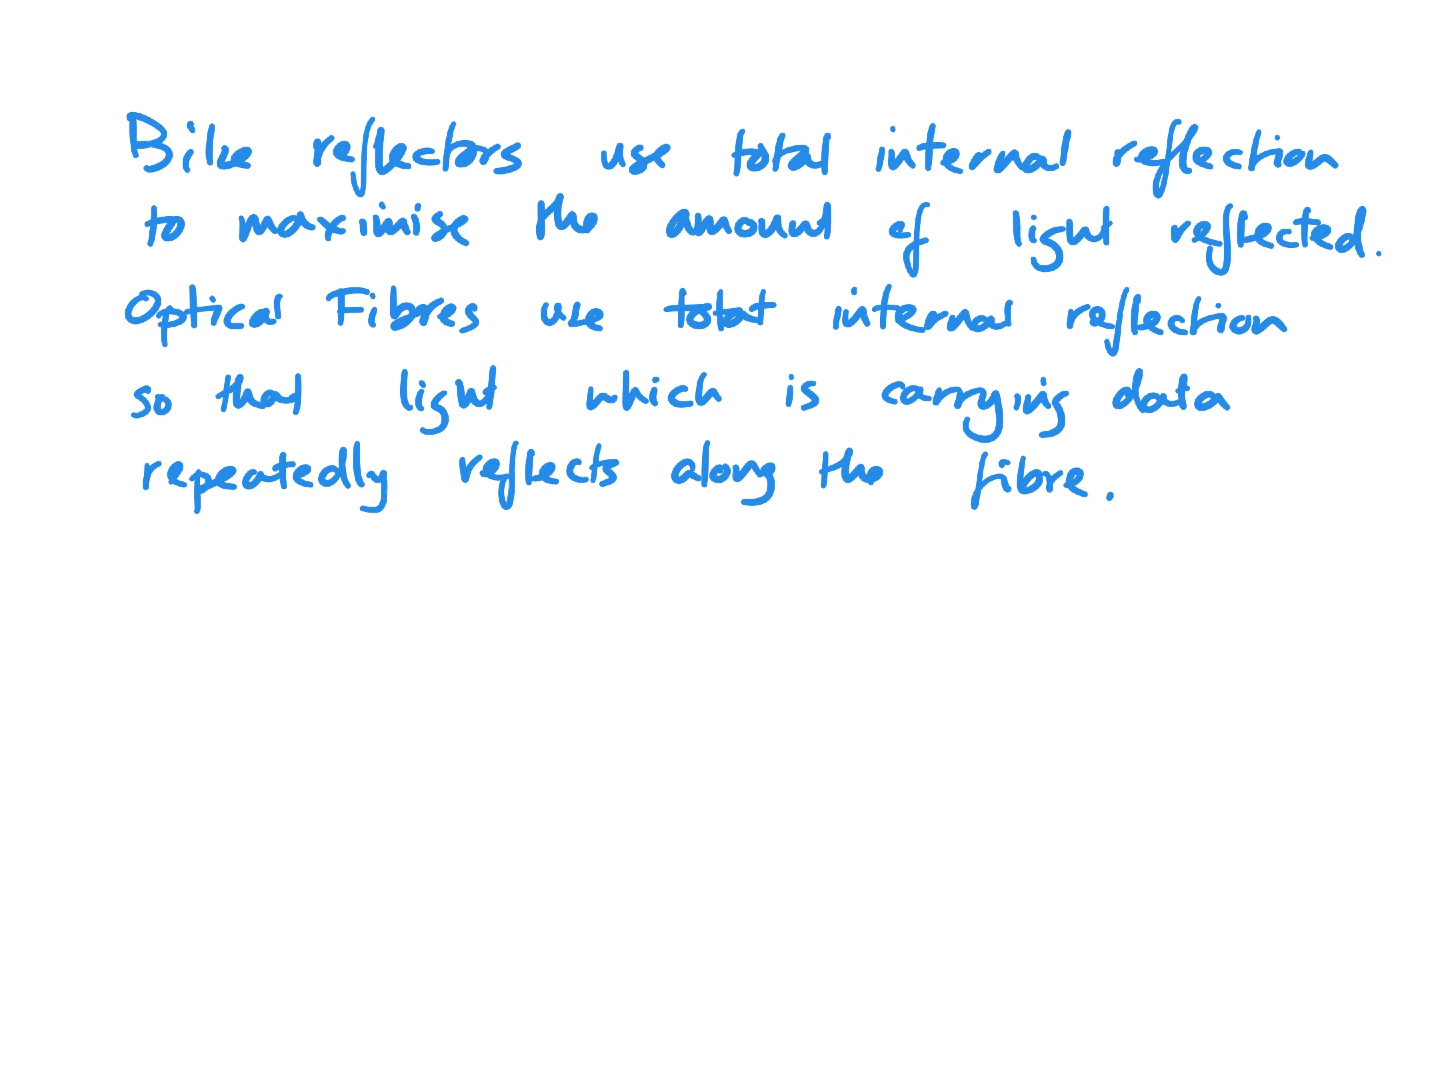 Bike reflectors use total internal reflection
to maximise the amount of light reflected.
Optical Fibres use total internal reflection
so that light which is carrying data
repeatedly reflects along the fibre.